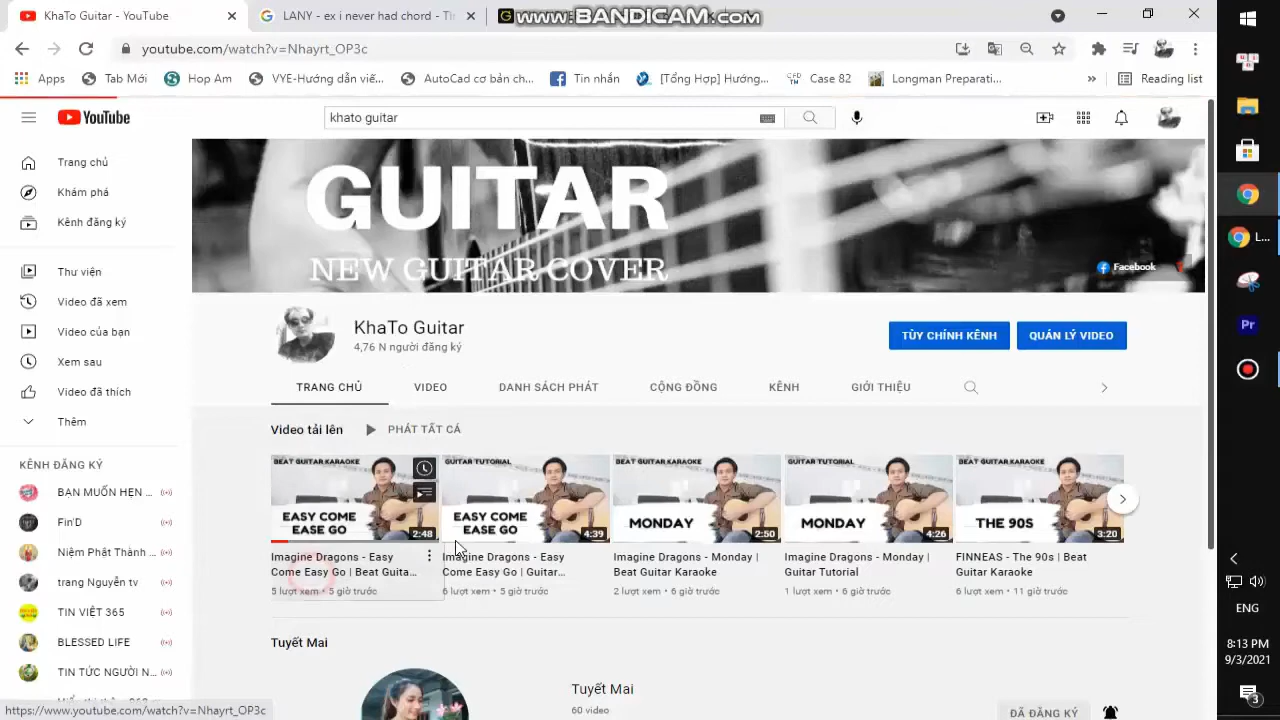 KhaTo Guitar - YouTube
LANY - ex i never had chord - Ti
www.BANDICAM.com
youtube.com/watch?v=Nhayrt_OP3c
Apps
Tab Mới
Hop Am
VYE-Hướng dẫn viê...
AutoCad cơ bản ch...
Tin nhắn
[Tổng Hợp] Hướng...
Case 82
Longman Preparati...
»
Reading list
YouTube
khato guitar
Trang chủ
Khám phá
Kênh đăng ký
Thư viện
Video đã xem
Video của bạn
Xem sau
Video đã thích
Thêm
KÊNH ĐĂNG KÝ
BẠN MUỐN HẸN ...
Fin'D
Niệm Phật Thành ...
trang Nguyễn tv
TIN VIỆT 365
BLESSED LIFE
TIN TỨC NGƯỜI N...
GUITAR
NEW GUITAR COVER
Facebook
KhaTo Guitar
4,76 N người đăng ký
TÙY CHỈNH KÊNH
QUẢN LÝ VIDEO
TRANG CHỦ
VIDEO
DANH SÁCH PHÁT
CỘNG ĐỒNG
KÊNH
GIỚI THIỆU
Video tải lên
PHÁT TẤT CẢ
BEAT GUITAR KARAOKE
EASY COME
EASE GO
2:48
Imagine Dragons - Easy
Come Easy Go | Beat Guita...
5 lượt xem • 5 giờ trước
GUITAR TUTORIAL
EASY COME
EASE GO
4:39
Imagine Dragons - Easy
Come Easy Go | Guitar...
6 lượt xem • 5 giờ trước
BEAT GUITAR KARAOKE
MONDAY
2:50
Imagine Dragons - Monday |
Beat Guitar Karaoke
2 lượt xem • 6 giờ trước
GUITAR TUTORIAL
MONDAY
4:26
Imagine Dragons - Monday |
Guitar Tutorial
1 lượt xem • 6 giờ trước
BEAT GUITAR KARAOKE
THE 90S
3:20
FINNEAS - The 90s | Beat
Guitar Karaoke
6 lượt xem • 11 giờ trước
Tuyết Mai
Tuyết Mai
60 video
ĐÃ ĐĂNG KÝ
https://www.youtube.com/watch?v=Nhayrt_OP3c
L...
Pr
ENG
8:13 PM
9/3/2021
3